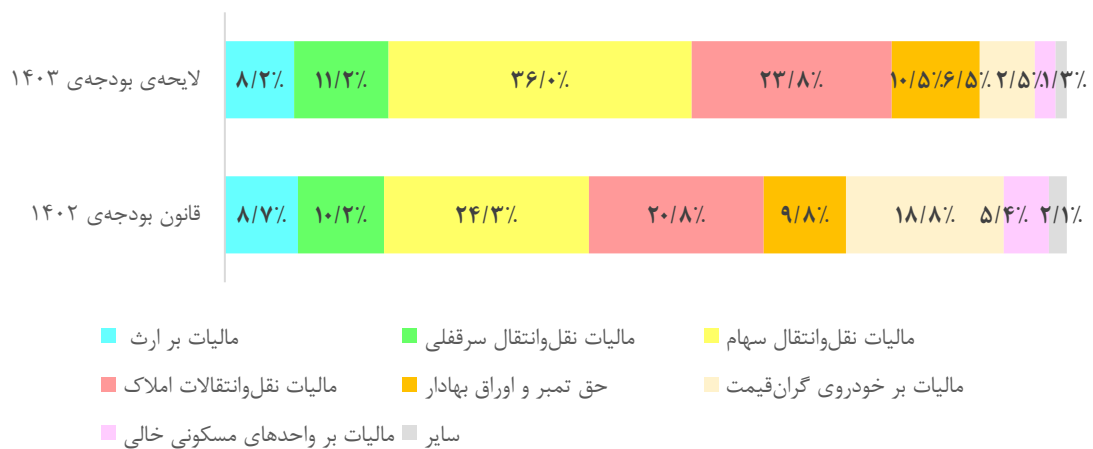 لایحه‌ی بودجه‌ی ۱۴۰۳
۸/۲٪ ۱۱/۲٪ ۳۶/۰٪ ۲۳/۸٪ ۱۰/۵٪ ۶/۵٪ ۲/۵٪ ۱/۳٪
قانون بودجه‌ی ۱۴۰۲
۸/۷٪ ۱۰/۲٪ ۲۴/۳٪ ۲۰/۸٪ ۹/۸٪ ۱۸/۸٪ ۵/۴٪ ۲/۱٪
مالیات بر ارث مالیات نقل‌وانتقال سرقفلی مالیات نقل‌وانتقال سهام
مالیات نقل‌وانتقالات املاک حق تمبر و اوراق بهادار مالیات بر خودروی گران‌قیمت
مالیات بر واحدهای مسکونی خالی سایر